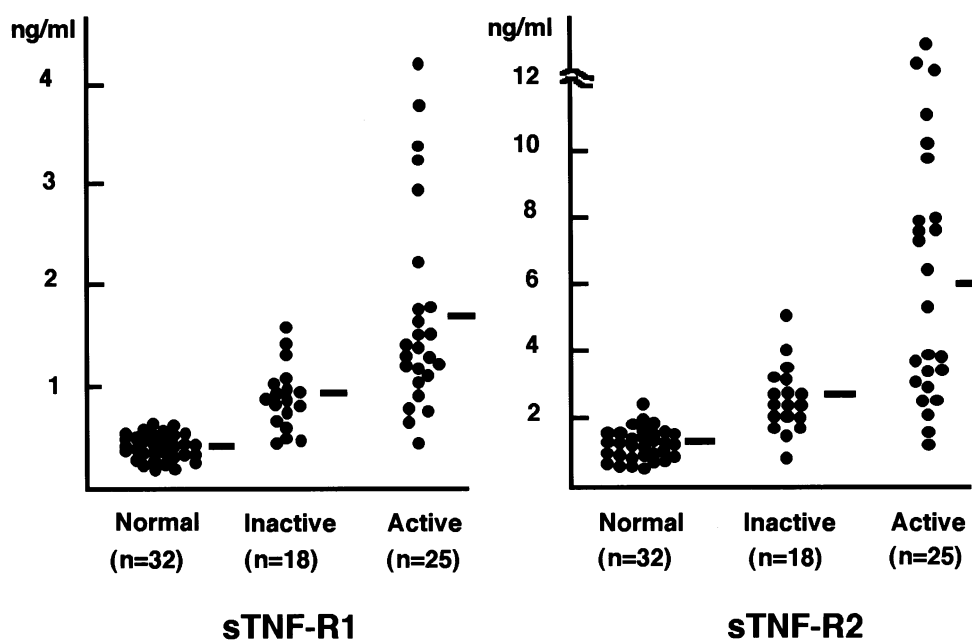 ng/ml
4
3
2
1
Normal Inactive Active
(n=32) (n=18) (n=25)
sTNF-R1
ng/ml
12
10
8
6
4
2
Normal Inactive Active
(n=32) (n=18) (n=25)
sTNF-R2